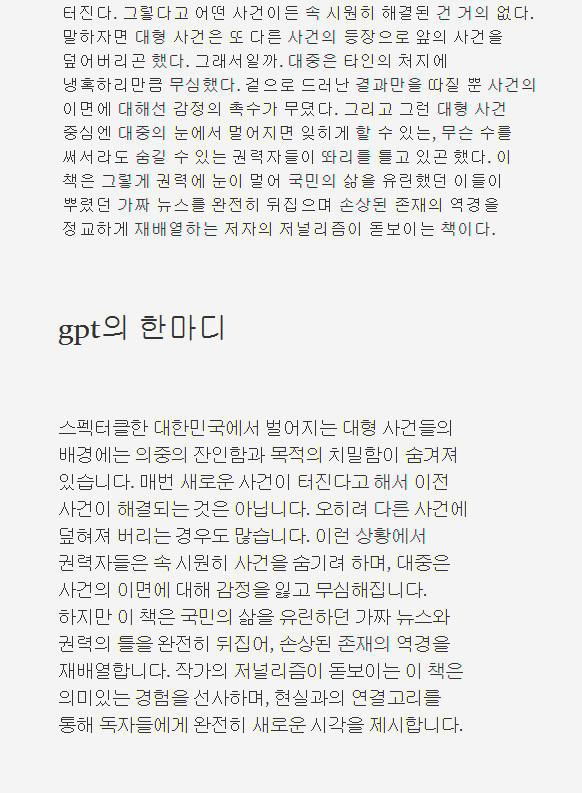 터진다. 그렇다고 어떤 사건이든 속 시원히 해결된 건 거의 없다.
말하자면 대형 사건은 또 다른 사건의 등장으로 앞의 사건을
덮어버리곤 했다. 그래서일까. 대중은 타인의 처지에
냉혹하리만큼 무심했다. 겉으로 드러난 결과만을 따질 뿐 사건의
이면에 대해선 감정의 촉수가 무뎠다. 그리고 그런 대형 사건
중심엔 대중의 눈에서 멀어지면 잊히게 할 수 있는, 무슨 수를
써서라도 숨길 수 있는 권력자들이 똬리를 틀고 있곤 했다. 이
책은 그렇게 권력에 눈이 멀어 국민의 삶을 유린했던 이들이
뿌렸던 가짜 뉴스를 완전히 뒤집으며 손상된 존재의 역경을
정교하게 재배열하는 저자의 저널리즘이 돋보이는 책이다.
gpt의 한마디
스펙터클한 대한민국에서 벌어지는 대형 사건들의
배경에는 의중의 잔인함과 목적의 치밀함이 숨겨져
있습니다. 매번 새로운 사건이 터진다고 해서 이전
사건이 해결되는 것은 아닙니다. 오히려 다른 사건에
덮혀져 버리는 경우도 많습니다. 이런 상황에서
권력자들은 속 시원히 사건을 숨기려 하며, 대중은
사건의 이면에 대해 감정을 잃고 무심해집니다.
하지만 이 책은 국민의 삶을 유린하던 가짜 뉴스와
권력의 틀을 완전히 뒤집어, 손상된 존재의 역경을
재배열합니다. 작가의 저널리즘이 돋보이는 이 책은
의미있는 경험을 선사하며, 현실과의 연결고리를
통해 독자들에게 완전히 새로운 시각을 제시합니다.